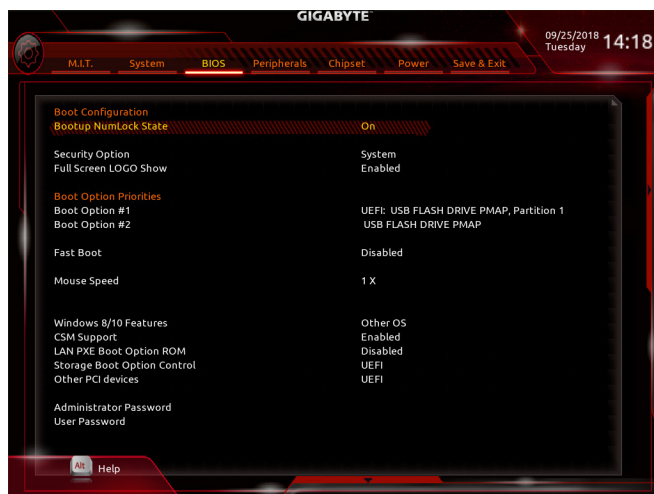 GIGABYTE
09/25/2018
Tuesday
14:18
M.I.T. System BIOS Peripherals Chipset Power Save & Exit
Boot Configuration
Bootup NumLock State On
Security Option System
Full Screen LOGO Show Enabled
Boot Option Priorities
Boot Option #1 UEFI: USB FLASH DRIVE PMAP, Partition 1
Boot Option #2 USB FLASH DRIVE PMAP
Fast Boot Disabled
Mouse Speed 1 X
Windows 8/10 Features Other OS
CSM Support Enabled
LAN PXE Boot Option ROM Disabled
Storage Boot Option Control UEFI
Other PCI devices UEFI
Administrator Password
User Password
Alt Help